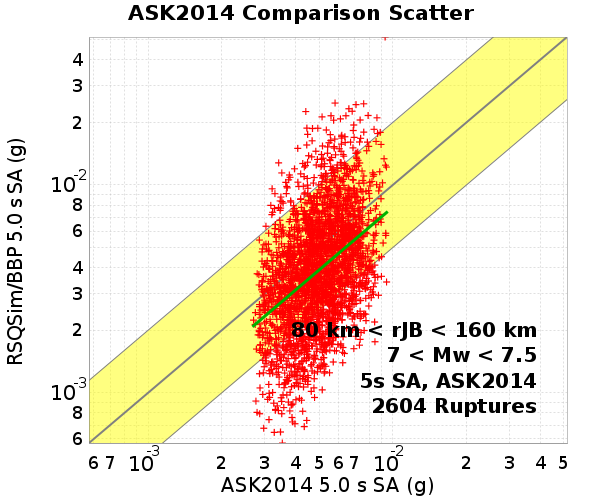 ASK2014 Comparison Scatter
RSQSim/BBP 5.0 s SA (g)
4
3
2
10-2
8
6
4
3
2
10-3
8
6
80 km < rJB < 160 km
7 < Mw < 7.5
5s SA, ASK2014
2604 Ruptures
6 7 10-3 2 3 4 5 6 7 10-2 2 3 4 5
ASK2014 5.0 s SA (g)